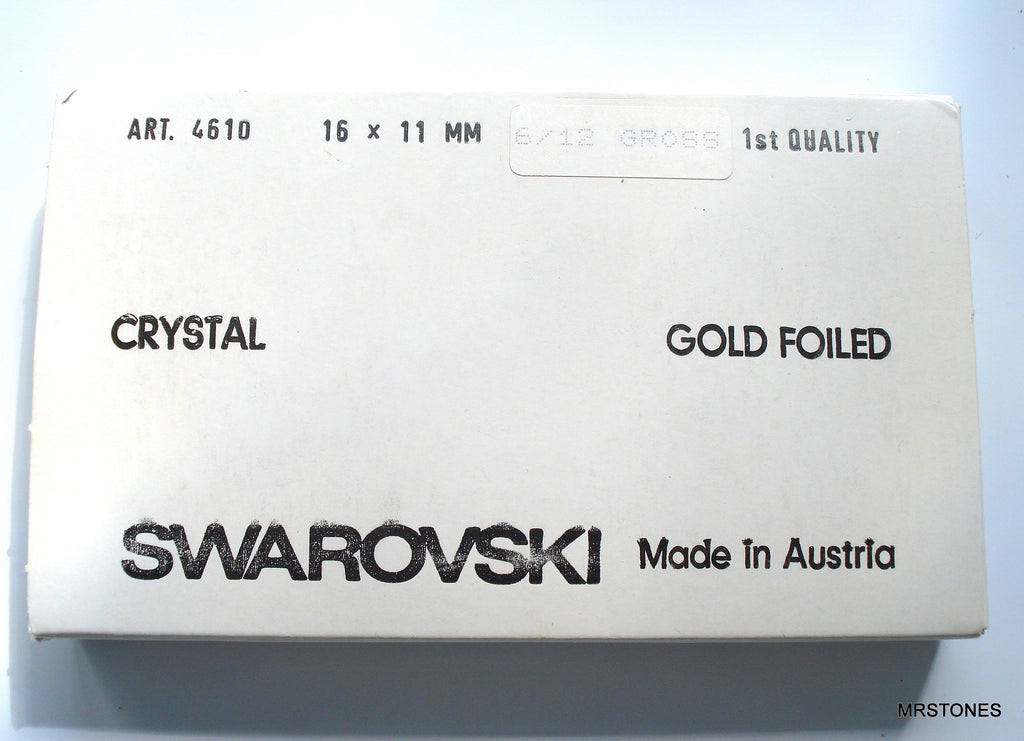 ART. 4610 16 x 11 MM 6/12 GROSS 1st QUALITY
CRYSTAL GOLD FOILED
SWAROVSKI Made in Austria
MRSTONES